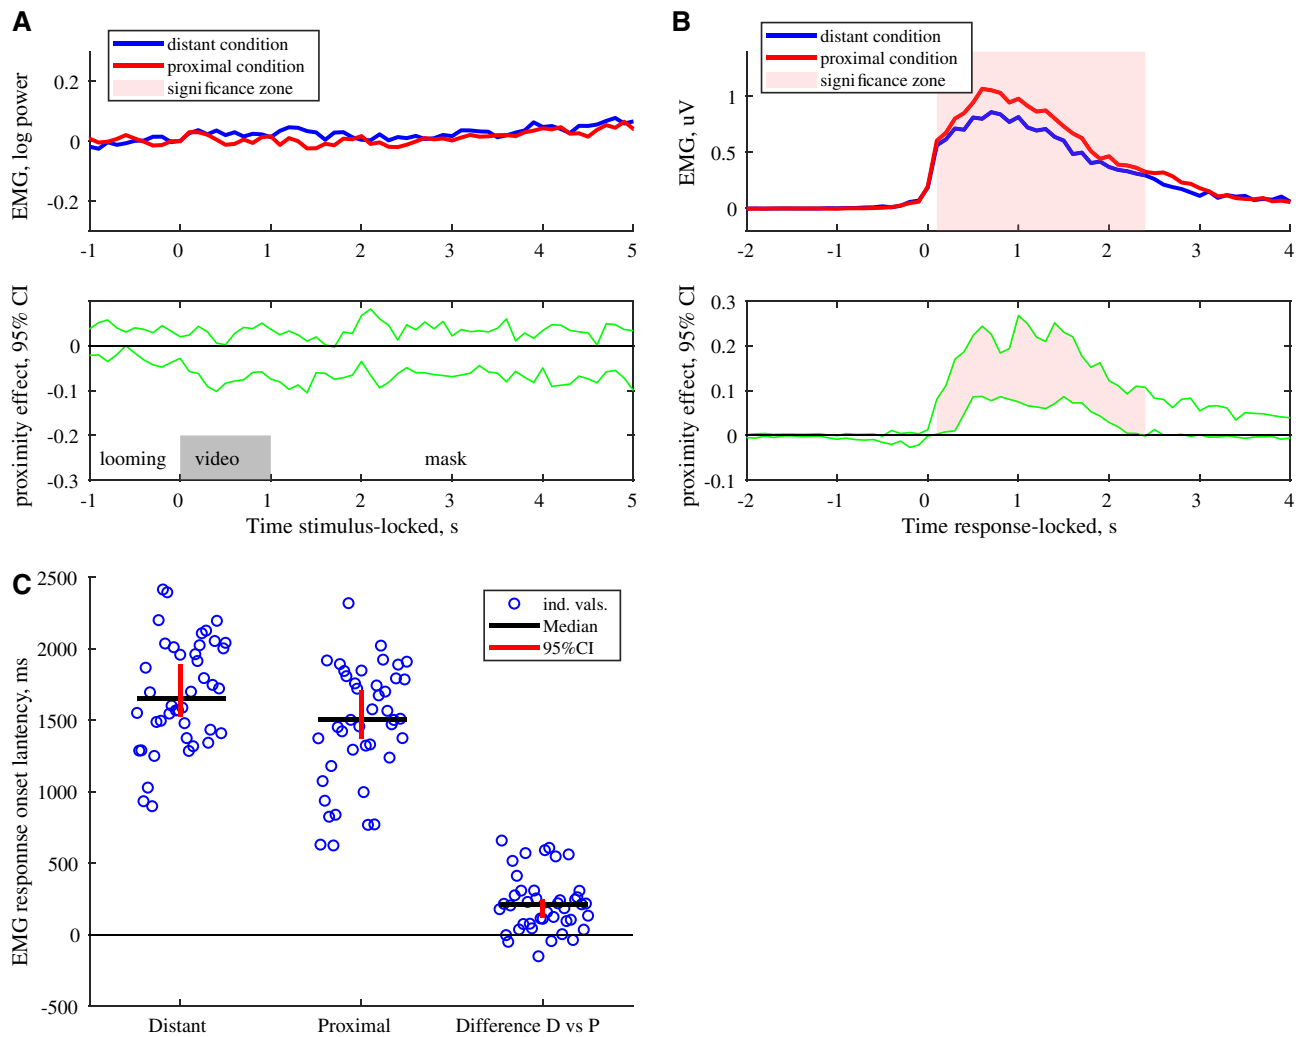 A
distant condition
proximal condition
significance zone
EMG, log power
0.2
0
-0.2
-1 0 1 2 3 4 5
proximity effect, 95% CI
0
-0.1
-0.2
-0.3
looming video mask
-1 0 1 2 3 4 5
Time stimulus-locked, s
B
distant condition
proximal condition
significance zone
EMG, uV
1
0.5
0
-2 -1 0 1 2 3 4
proximity effect, 95% CI
0.3
0.2
0.1
0
-0.1
-2 -1 0 1 2 3 4
Time response-locked, s
C
EMG responnse onset lantency, ms
2500
2000
1500
1000
500
0
-500
ind. vals.
Median
95%CI
Distant Proximal Difference D vs P